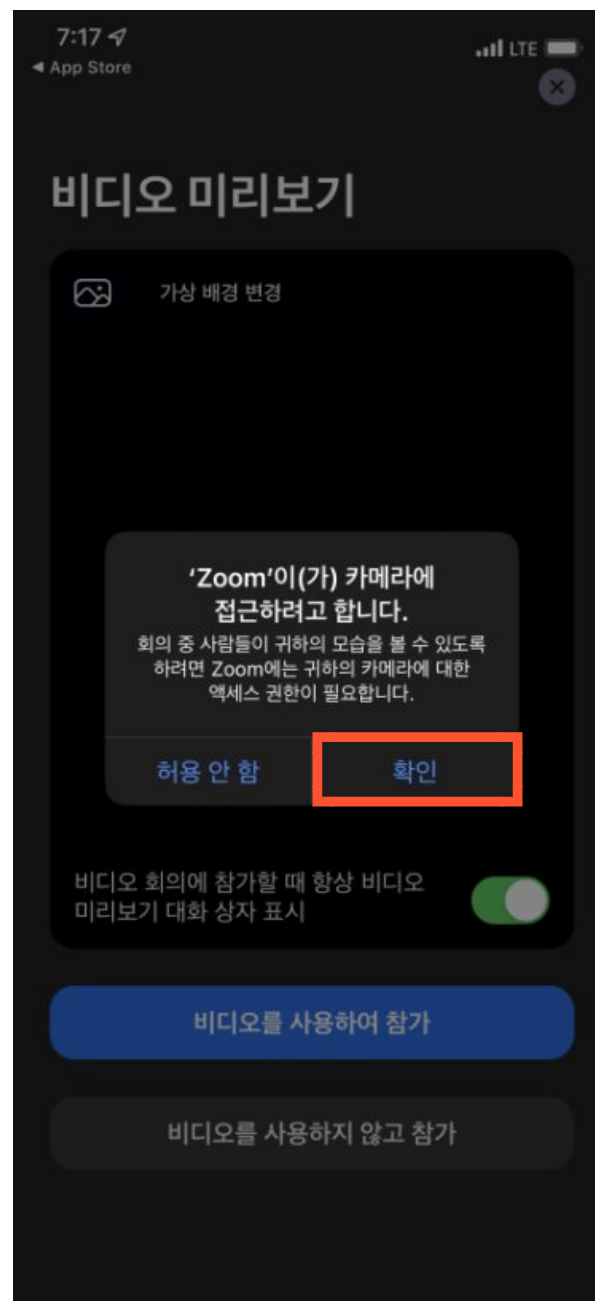 7:17
LTE
◀ App Store
비디오 미리보기
가상 배경 변경
'Zoom'이(가) 카메라에
접근하려고 합니다.
회의 중 사람들이 귀하의 모습을 볼 수 있도록
하려면 Zoom에는 귀하의 카메라에 대한
액세스 권한이 필요합니다.
허용 안 함
확인
비디오 회의에 참가할 때 항상 비디오
미리보기 대화 상자 표시
비디오를 사용하여 참가
비디오를 사용하지 않고 참가